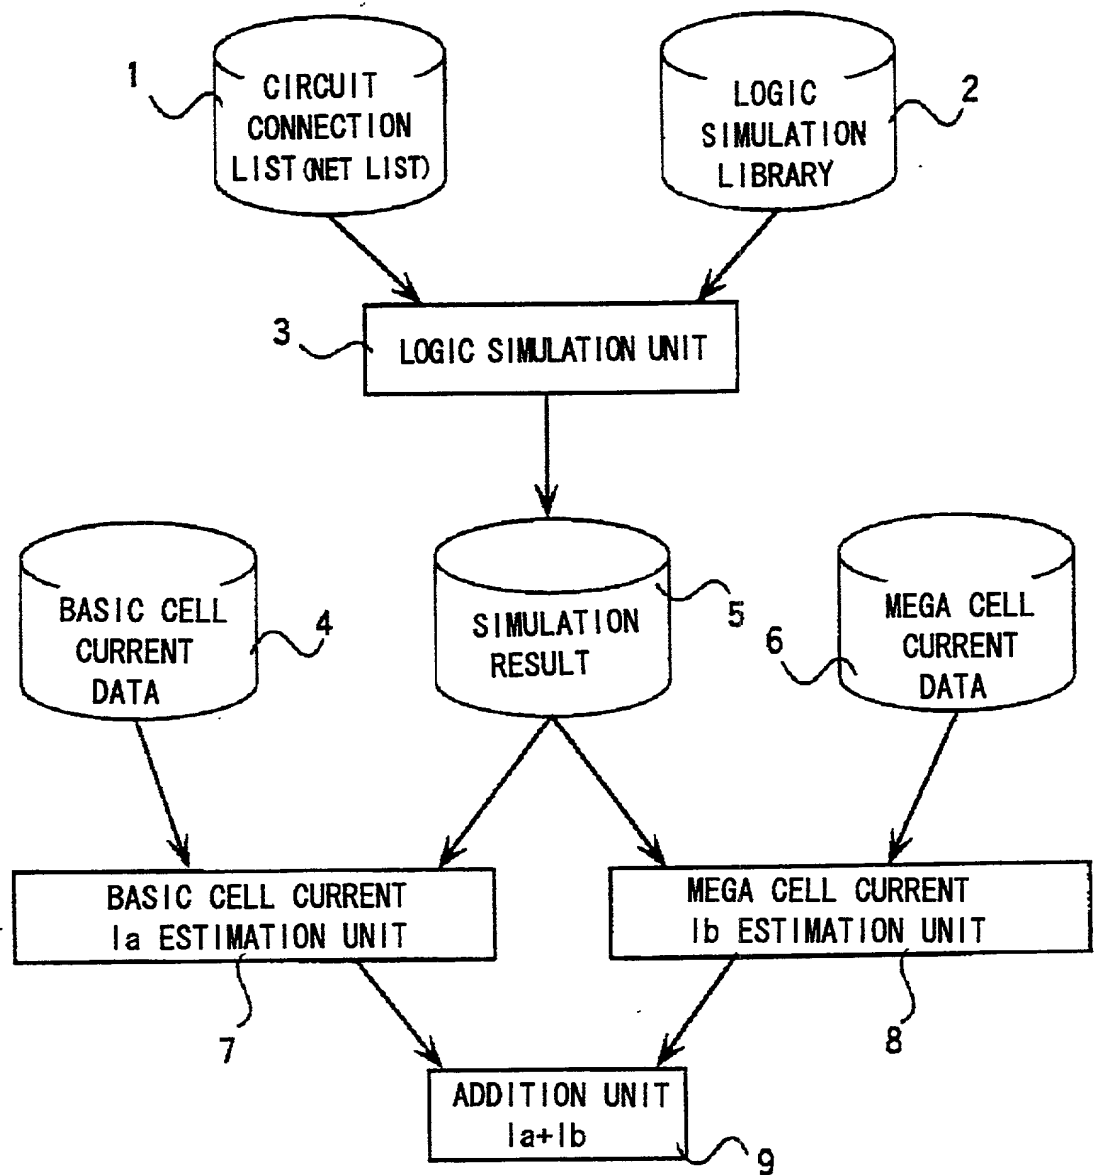 1
CIRCUIT
CONNECTION
LIST (NET LIST)
LOGIC
SIMULATION
LIBRARY
2
3
LOGIC SIMULATION UNIT
BASIC CELL
CURRENT
DATA
4
SIMULATION
RESULT
5
MEGA CELL
CURRENT
DATA
6
BASIC CELL CURRENT
Ia ESTIMATION UNIT
7
MEGA CELL CURRENT
Ib ESTIMATION UNIT
8
ADDITION UNIT
Ia+Ib
9